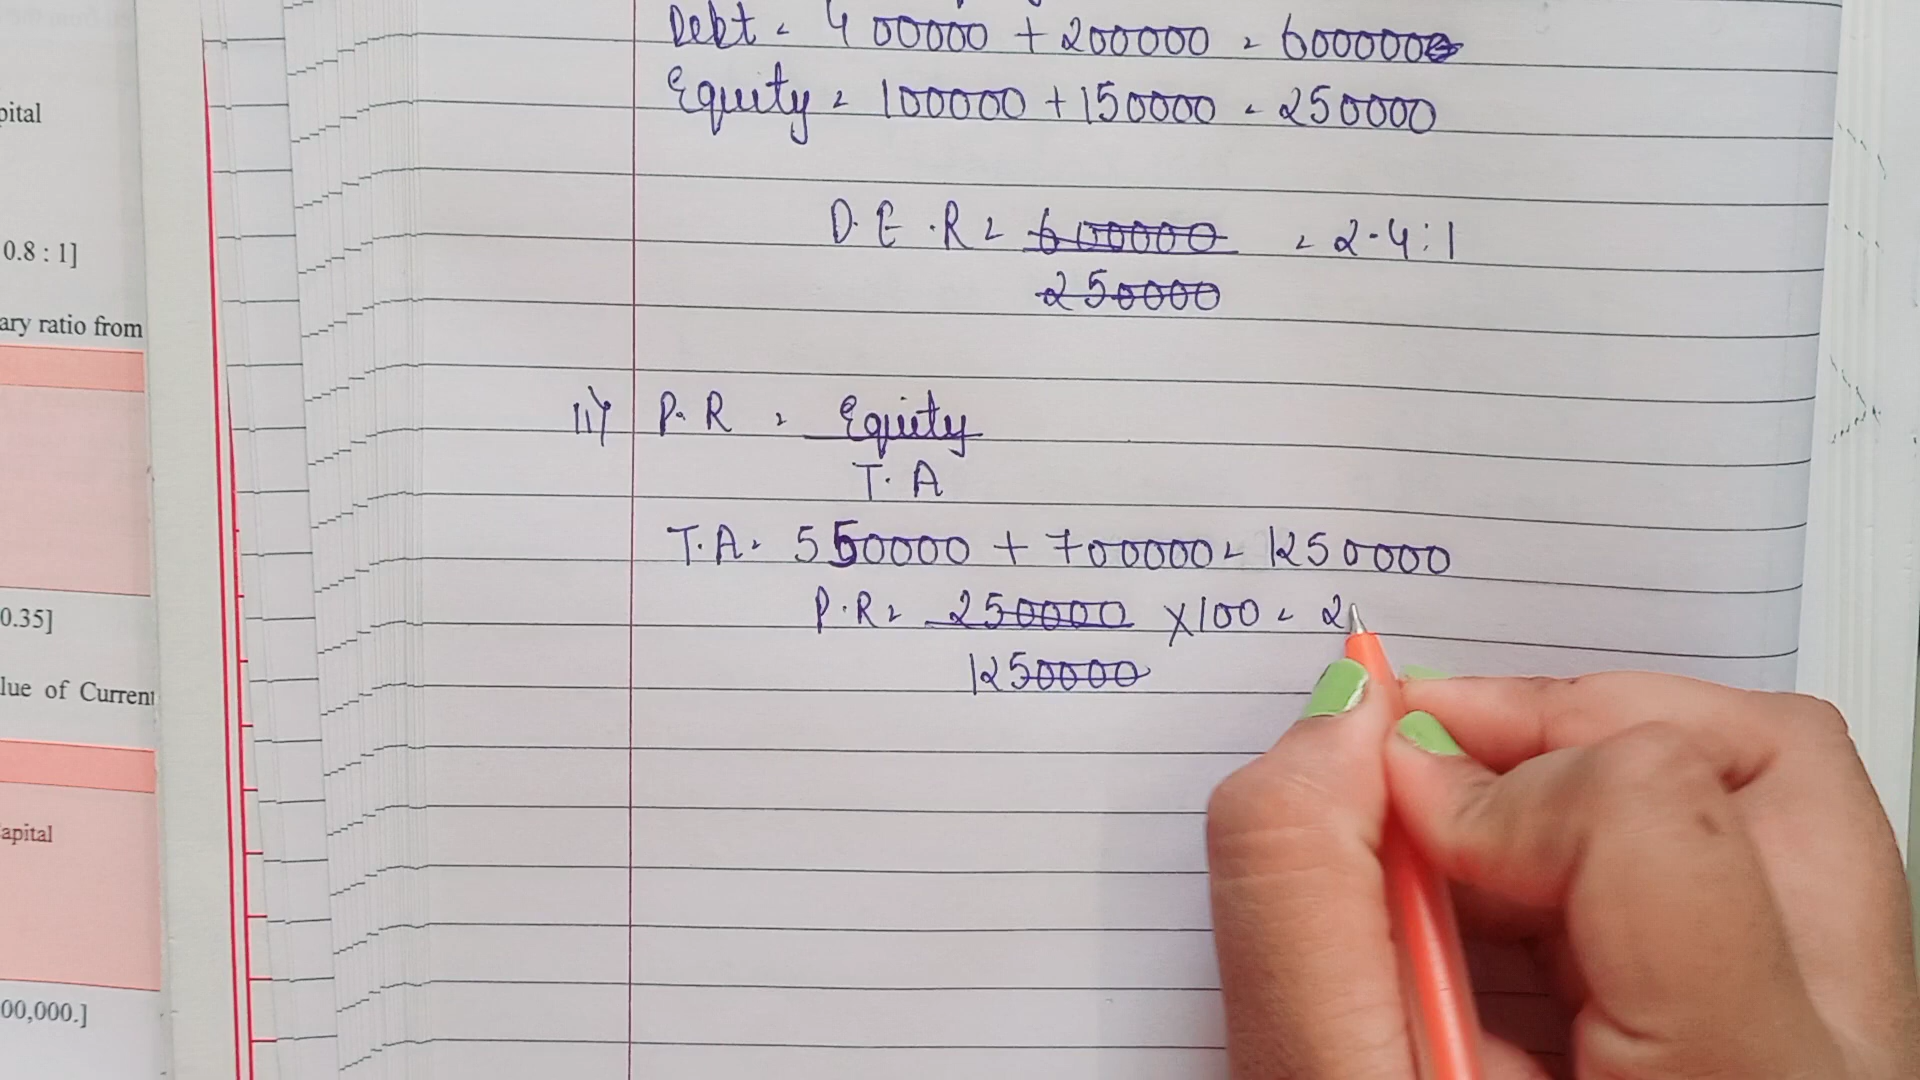 pital
0.8 : 1]
ary ratio from
0.35]
lue of Current
apital
00,000.]
Debt = 400000 + 200000 = 600000
Equity = 100000 + 150000 = 250000
D.E.R = 600000 = 2.4:1
250000
ii) P.R = Equity
T.A
T.A = 550000 + 700000 = 1250000
P.R = 250000 X100 = 2
1250000